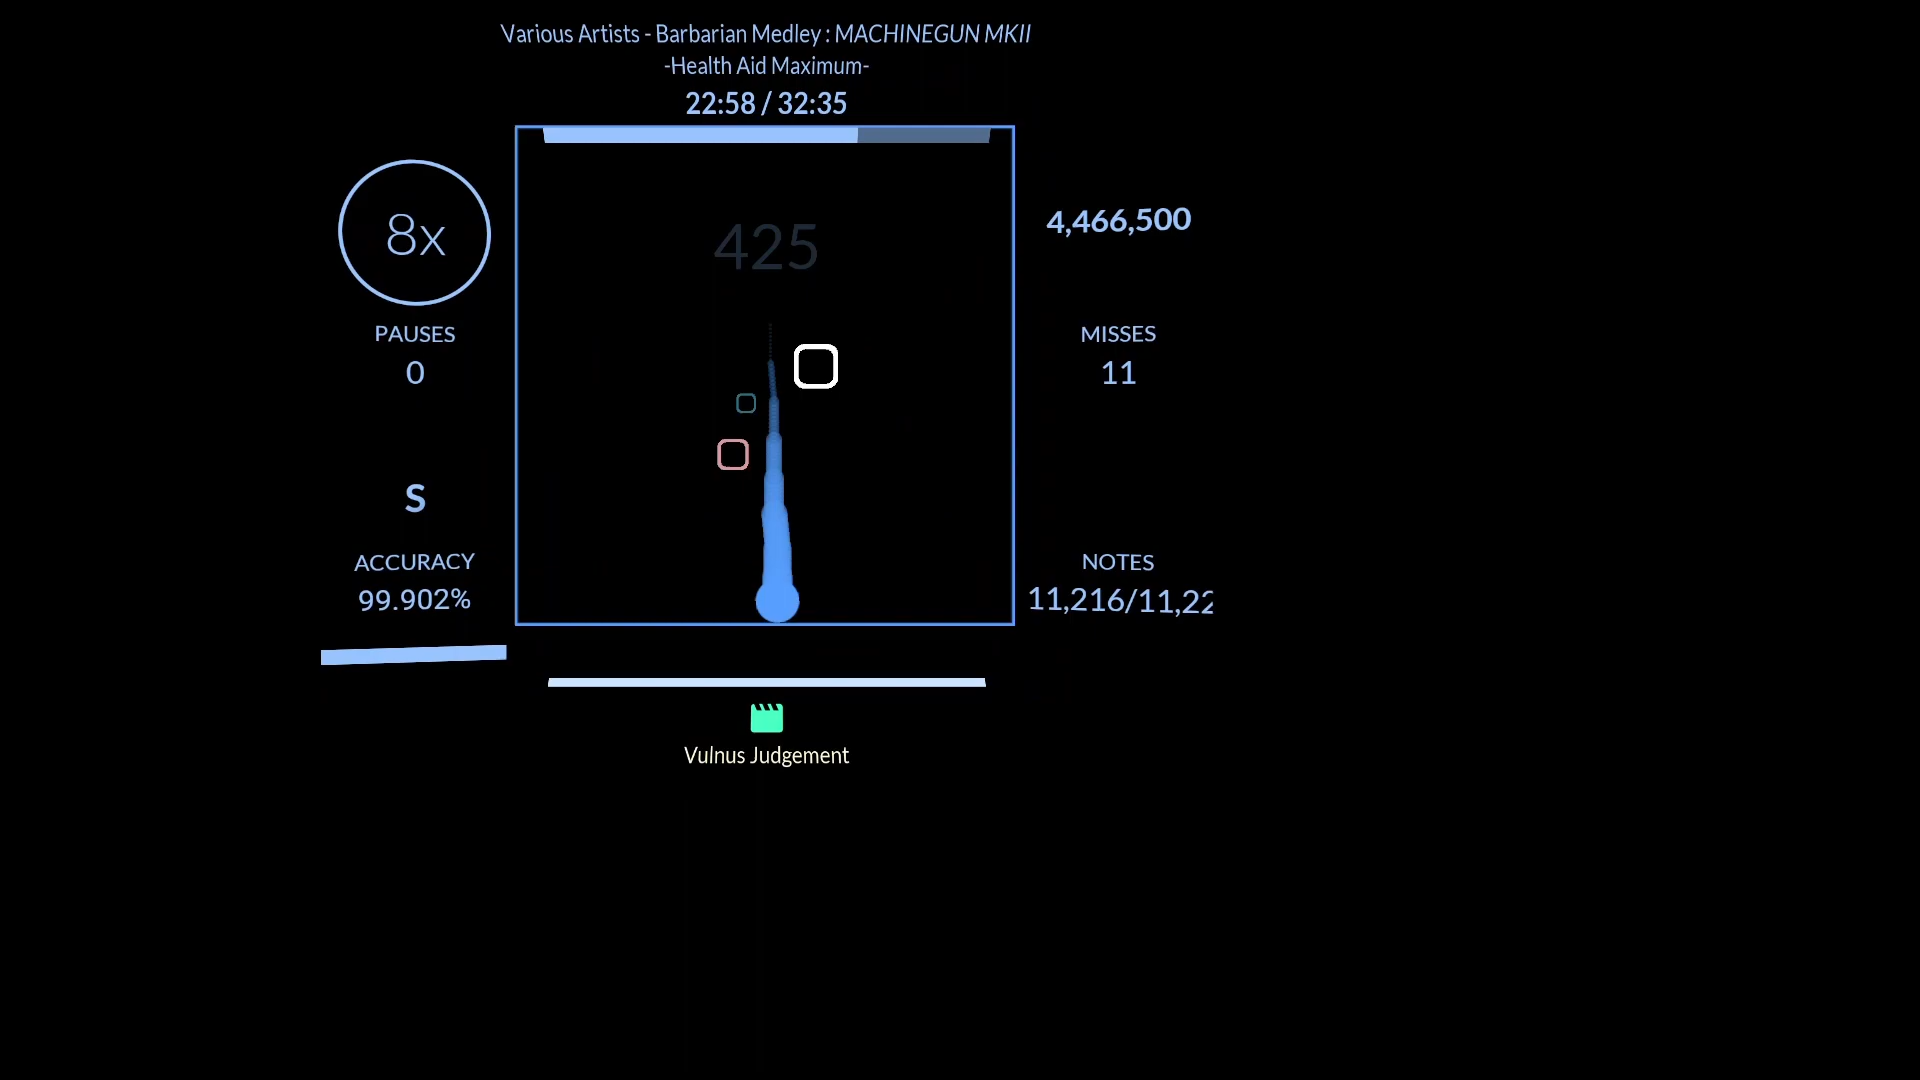 Various Artists - Barbarian Medley : MACHINEGUN MKII
-Health Aid Maximum-
22:58 / 32:35
8x
425
4,466,500
PAUSES
0
MISSES
11
S
ACCURACY
99.902%
NOTES
11,216/11,22
Vulnus Judgement